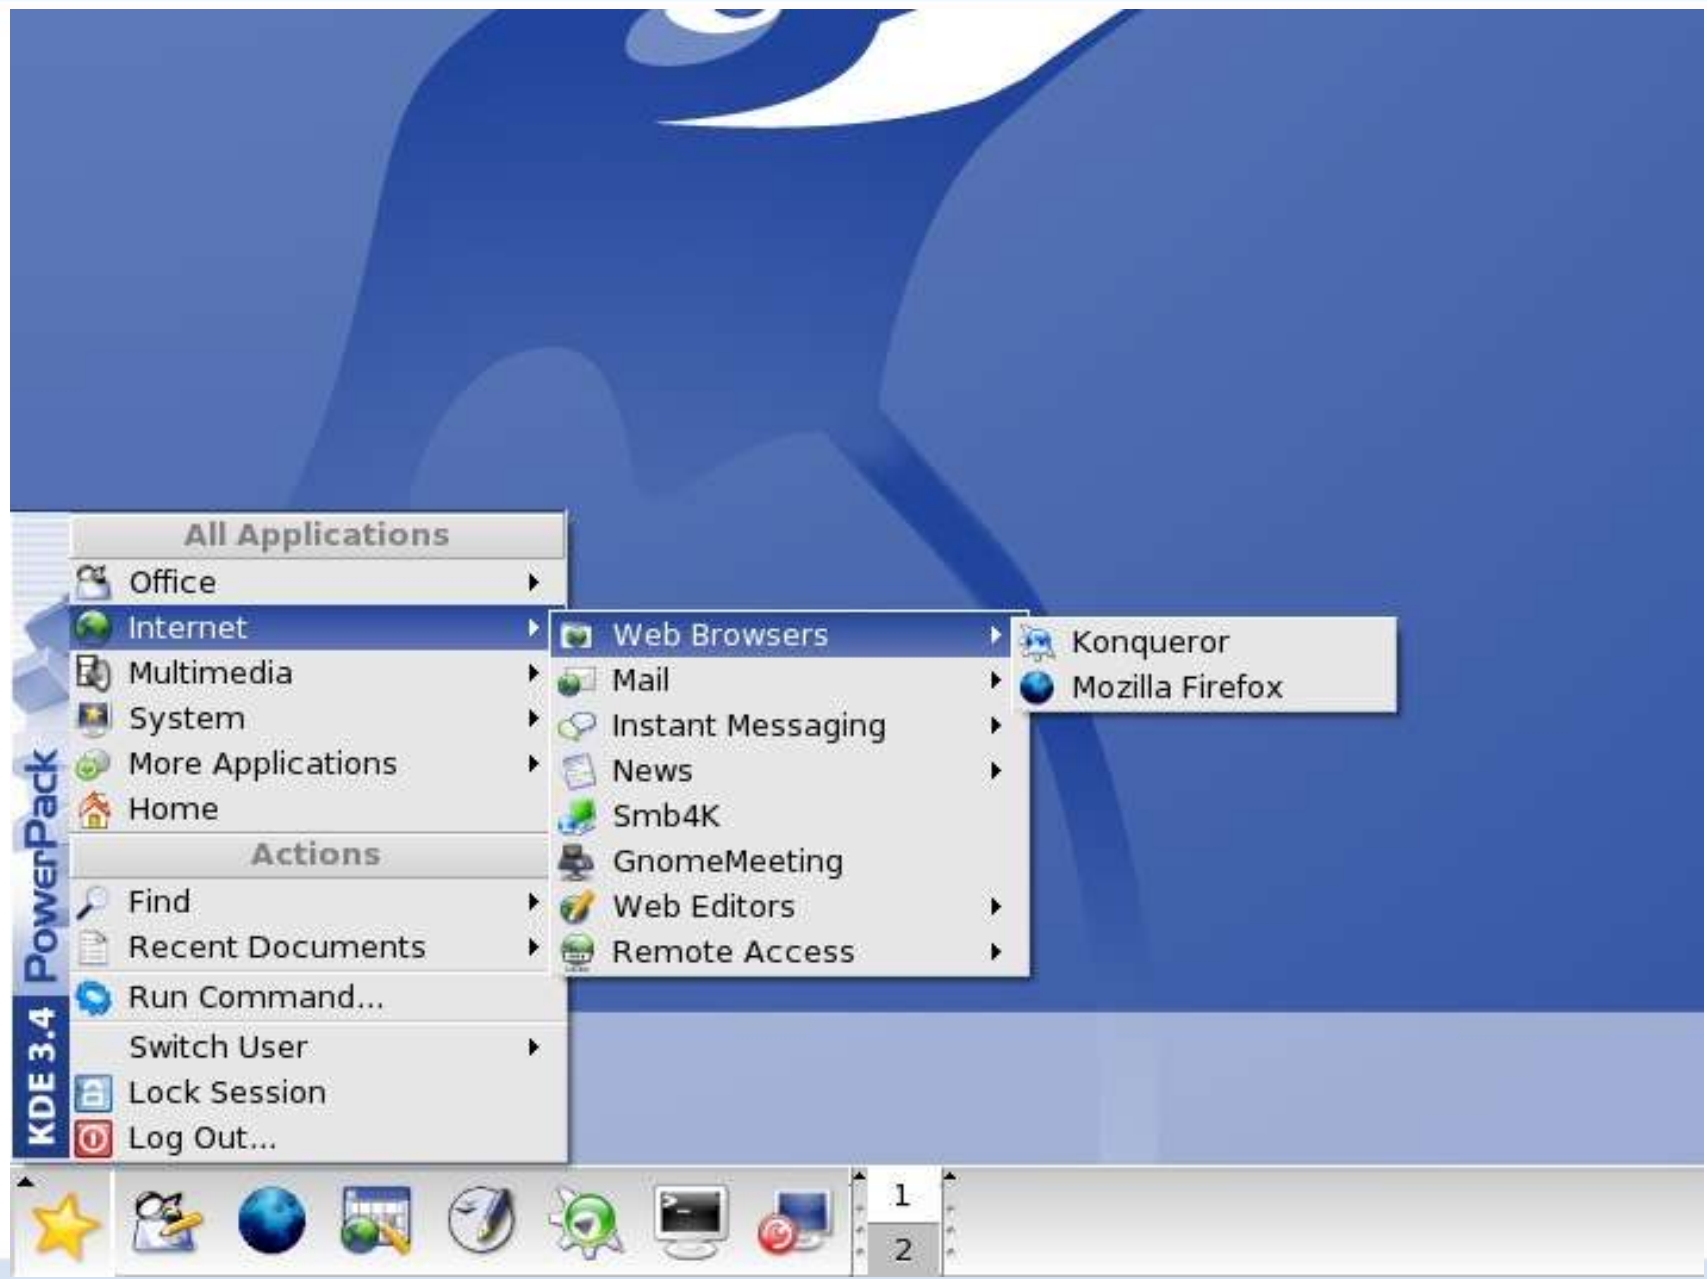 All Applications
Office
Internet
Multimedia
System
More Applications
Home
Actions
Find
Recent Documents
Run Command...
Switch User
Lock Session
Log Out...
KDE 3.4 PowerPack
Web Browsers
Mail
Instant Messaging
News
Smb4K
GnomeMeeting
Web Editors
Remote Access
Konqueror
Mozilla Firefox
1
2